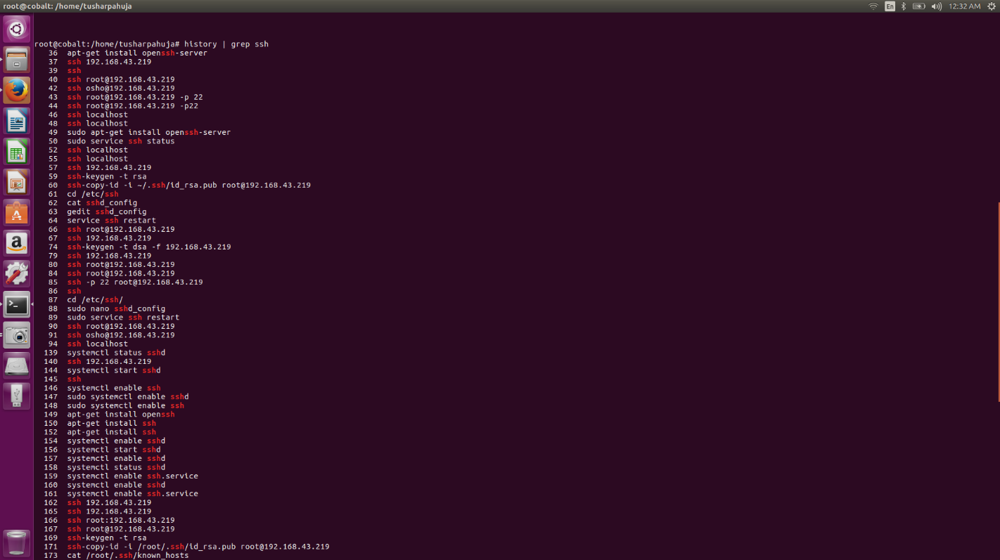 root@cobalt: /home/tusharpahuja
En
12:32 AM
root@cobalt:/home/tusharpahuja# history | grep ssh
36 apt-get install openssh-server
37 ssh 192.168.43.219
39 ssh
40 ssh root@192.168.43.219
42 ssh osho@192.168.43.219
43 ssh root@192.168.43.219 -p 22
44 ssh root@192.168.43.219 -p22
46 ssh localhost
48 ssh localhost
49 sudo apt-get install openssh-server
50 sudo service ssh status
52 ssh localhost
55 ssh localhost
57 ssh 192.168.43.219
59 ssh-keygen -t rsa
60 ssh-copy-id -i ~/.ssh/id_rsa.pub root@192.168.43.219
61 cd /etc/ssh
62 cat sshd_config
63 gedit sshd_config
64 service ssh restart
66 ssh root@192.168.43.219
67 ssh 192.168.43.219
74 ssh-keygen -t dsa -f 192.168.43.219
79 ssh 192.168.43.219
80 ssh root@192.168.43.219
84 ssh root@192.168.43.219
85 ssh -p 22 root@192.168.43.219
86 ssh
87 cd /etc/ssh/
88 sudo nano sshd_config
89 sudo service ssh restart
90 ssh root@192.168.43.219
91 ssh osho@192.168.43.219
94 ssh localhost
139 systemctl status sshd
140 ssh 192.168.43.219
144 systemctl start sshd
145 ssh
146 systemctl enable ssh
147 sudo systemctl enable sshd
148 sudo systemctl enable ssh
149 apt-get install openssh
150 apt-get install ssh
152 apt-get install ssh
154 systemctl enable sshd
156 systemctl start sshd
157 systemctl enable sshd
158 systemctl status sshd
159 systemctl enable ssh.service
160 systemctl enable sshd
161 systemctl enable ssh.service
162 ssh 192.168.43.219
165 ssh 192.168.43.219
166 ssh root:192.168.43.219
167 ssh root@192.168.43.219
169 ssh-keygen -t rsa
171 ssh-copy-id -i /root/.ssh/id_rsa.pub root@192.168.43.219
173 cat /root/.ssh/known_hosts